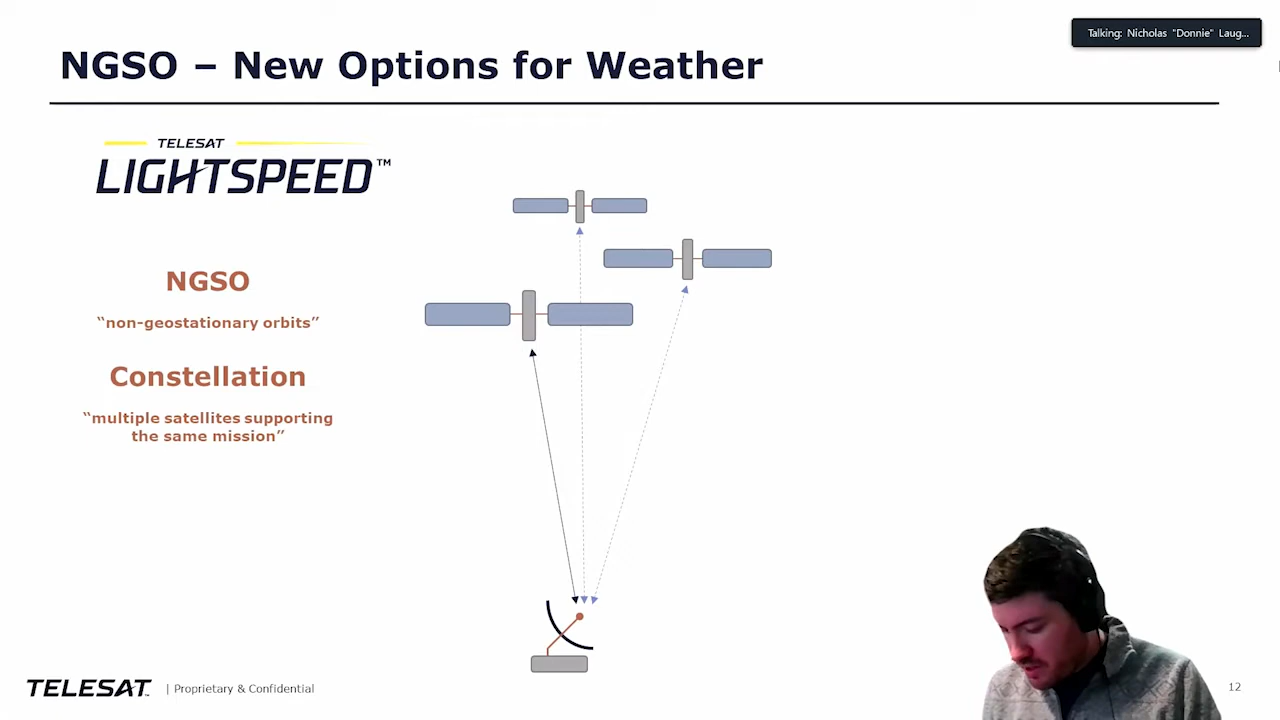 Talking: Nicholas "Donnie" Laug...
NGSO – New Options for Weather
TELESAT
LIGHTSPEED™
NGSO
“non-geostationary orbits”
Constellation
“multiple satellites supporting
the same mission”
TELESAT | Proprietary & Confidential
12